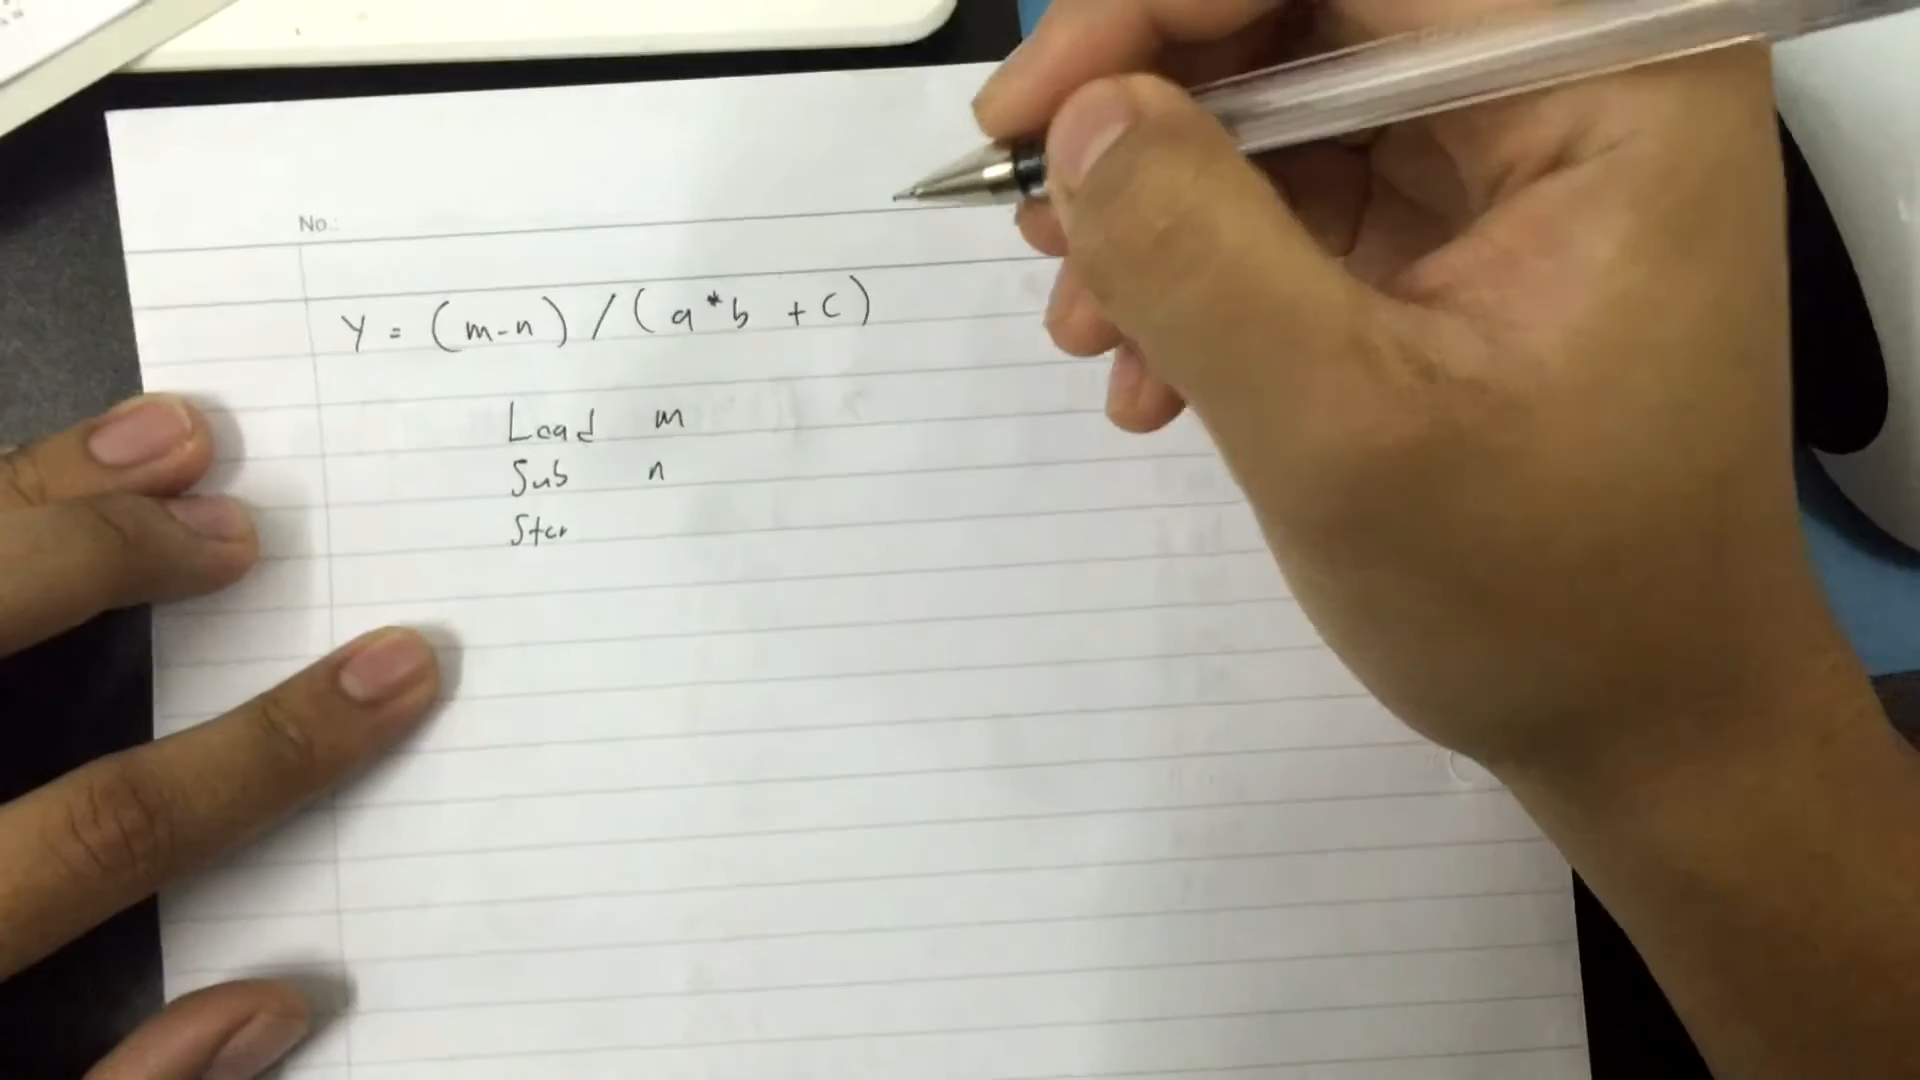 No.:
Y = (m-n) / (a*b + c)
Load m
Sub n
Stor